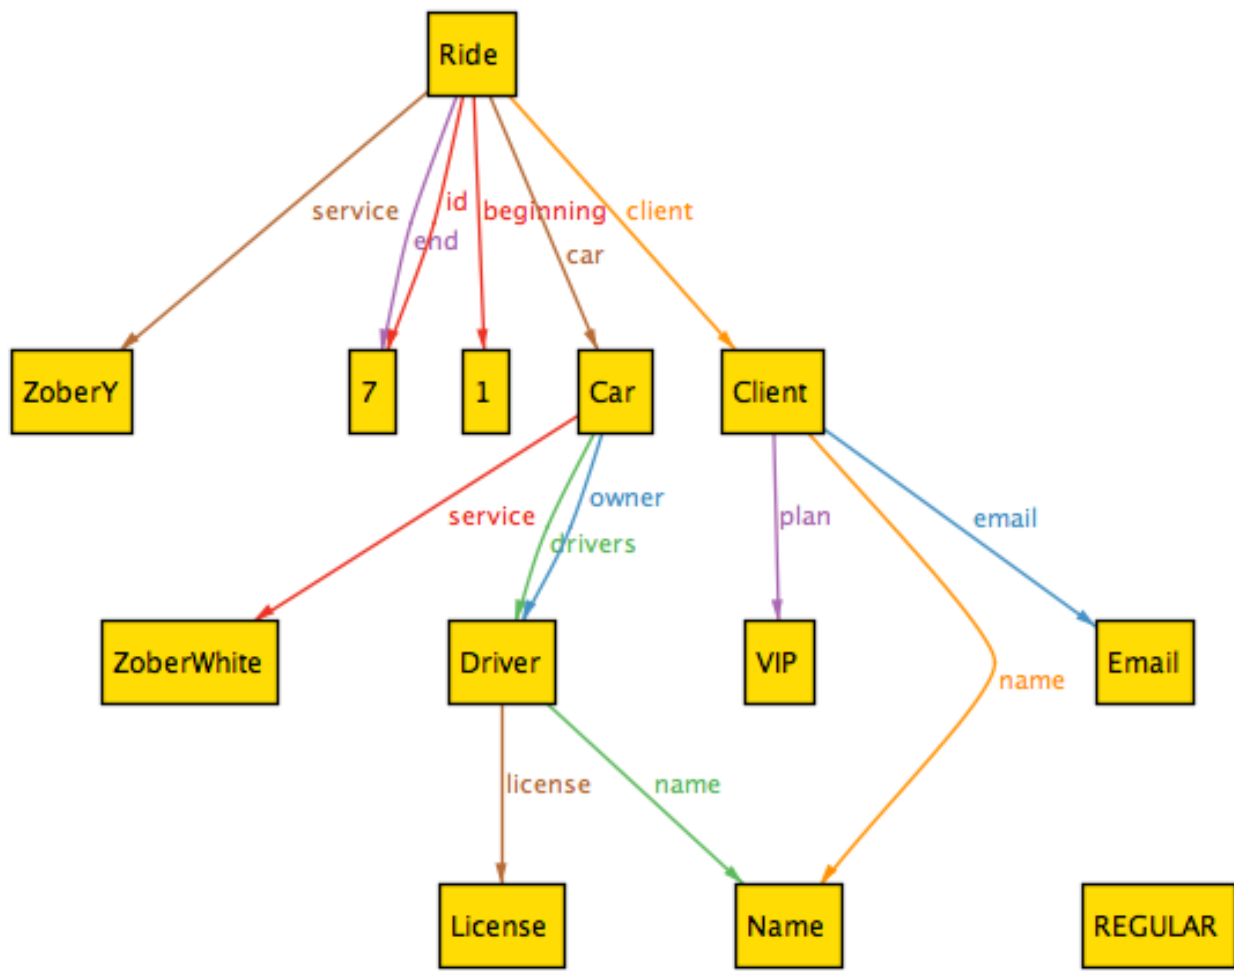 Ride
service
end
id
beginning
car
client
ZoberY
7
1
Car
Client
service
drivers
owner
plan
email
name
ZoberWhite
Driver
VIP
Email
license
name
License
Name
REGULAR